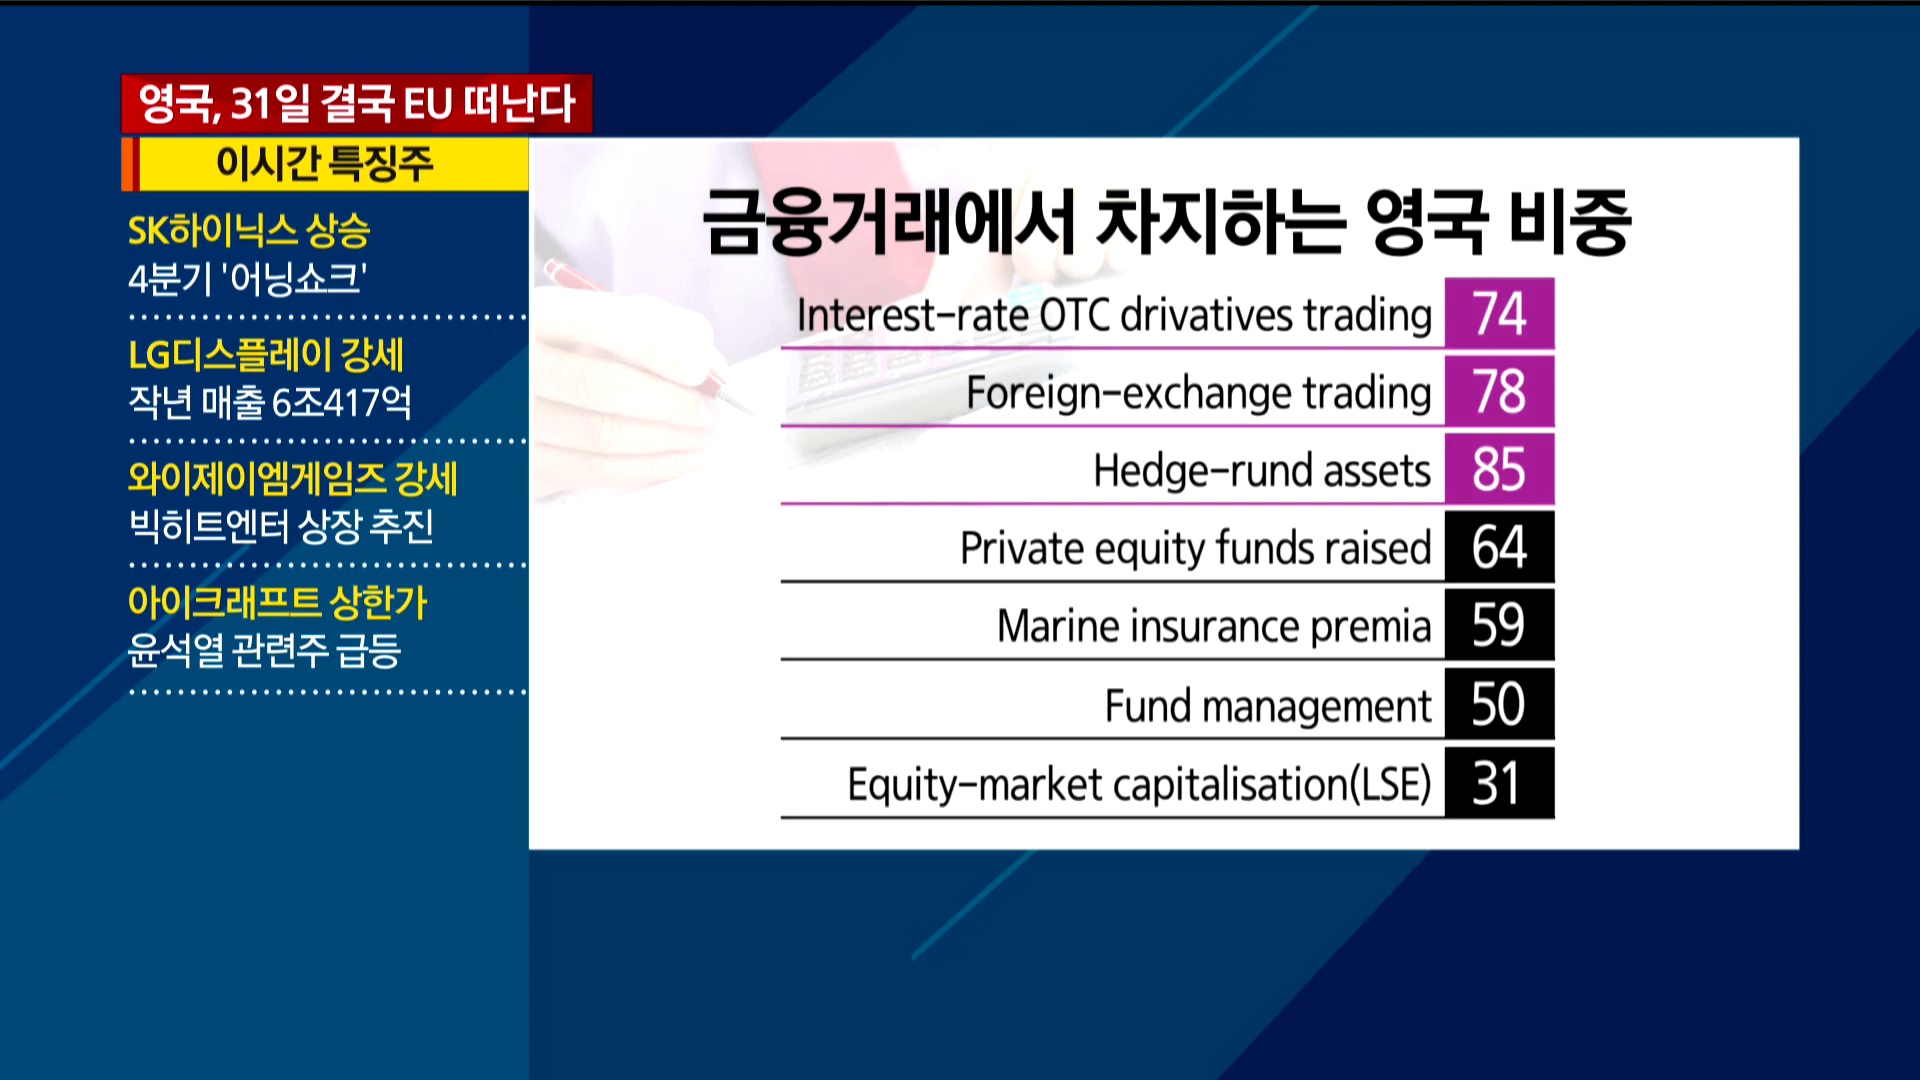 영국, 31일 결국 EU 떠난다
이시간 특징주
SK하이닉스 상승
4분기 '어닝쇼크'
LG디스플레이 강세
작년 매출 6조417억
와이제이엠게임즈 강세
빅히트엔터 상장 추진
아이크래프트 상한가
윤석열 관련주 급등
금융거래에서 차지하는 영국 비중
Interest-rate OTC drivatives trading 74
Foreign-exchange trading 78
Hedge-rund assets 85
Private equity funds raised 64
Marine insurance premia 59
Fund management 50
Equity-market capitalisation(LSE) 31